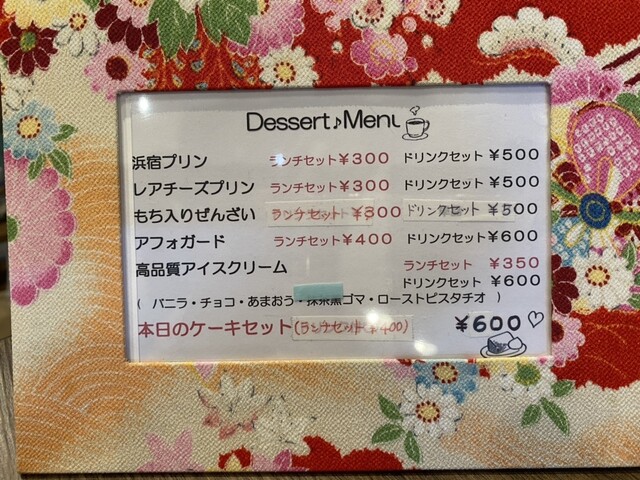 Dessert♪Menu
浜宿プリン ランチセット¥300 ドリンクセット ¥500
レアチーズプリン ランチセット¥300 ドリンクセット ¥500
もち入りぜんざい ランチセット¥300 ドリンクセット ¥500
アフォガード ランチセット¥400 ドリンクセット ¥600
高品質アイスクリーム ランチセット ¥350
ドリンクセット ¥600
( バニラ・チョコ・あまおう・抹茶黒ゴマ・ローストピスタチオ )
本日のケーキセット(ランチセット ¥400) ¥600♡